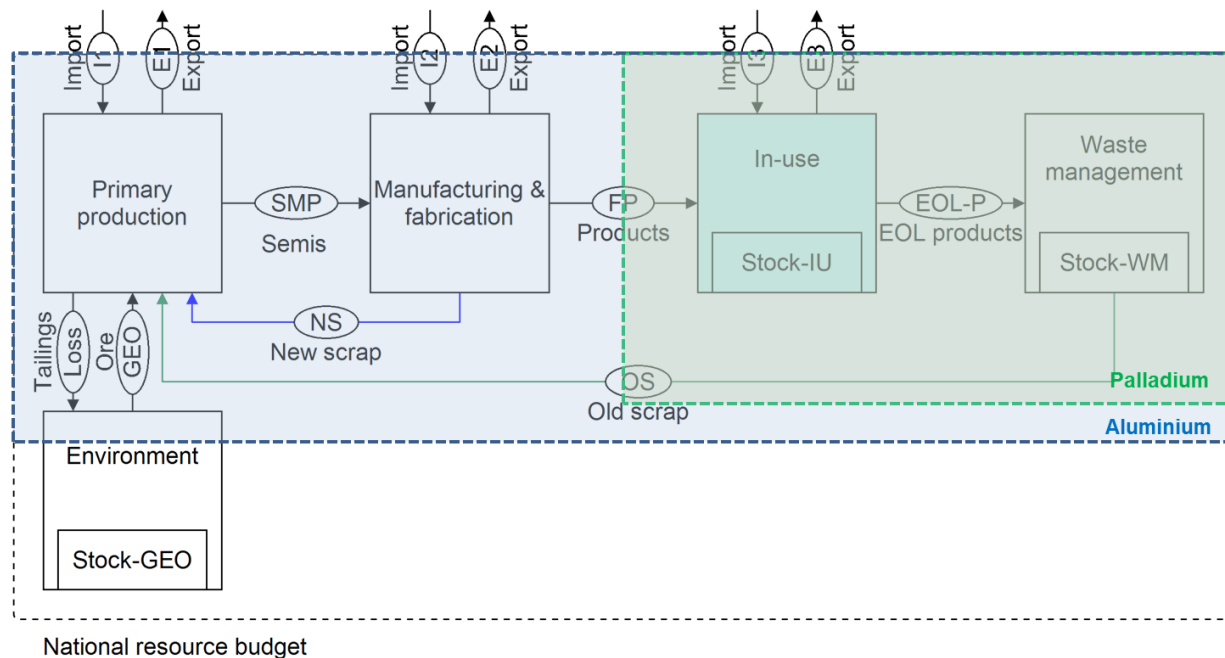 Import
I1
E1
Export
Import
I2
E2
Export
Import
I3
E3
Export
Primary
production
SMP
Semis
Manufacturing &
fabrication
FP
Products
In-use
Stock-IU
EOL-P
EOL products
Waste
management
Stock-WM
NS
New scrap
Tailings
Loss
Ore
GEO
OS
Old scrap
Palladium
Aluminium
Environment
Stock-GEO
National resource budget